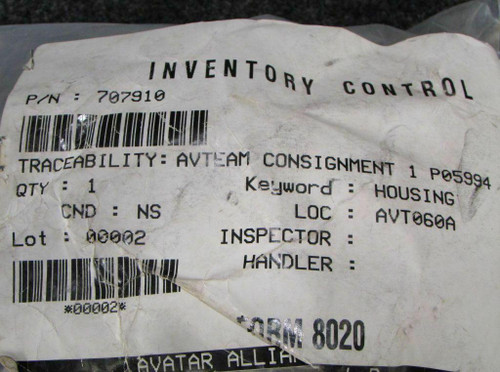 INVENTORY CONTROL
P/N : 707910
TRACEABILITY: AVTEAM CONSIGNMENT 1 P05994
QTY : 1 Keyword : HOUSING
CND : NS LOC : AVT060A
Lot : 00002 INSPECTOR :
HANDLER :
*00002*
8020
AVATAR